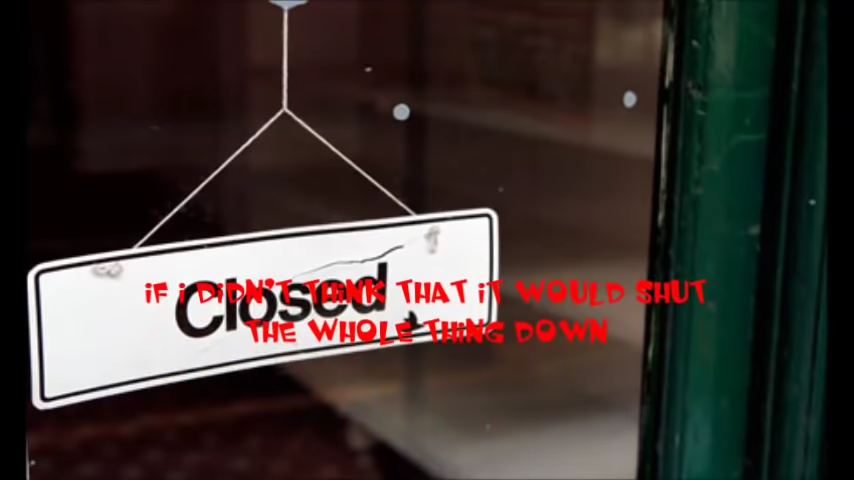 Closed
iF i DiDN'T THiNK THAT iT WOULD SHUT
THE WHOLE THiNG DOWN